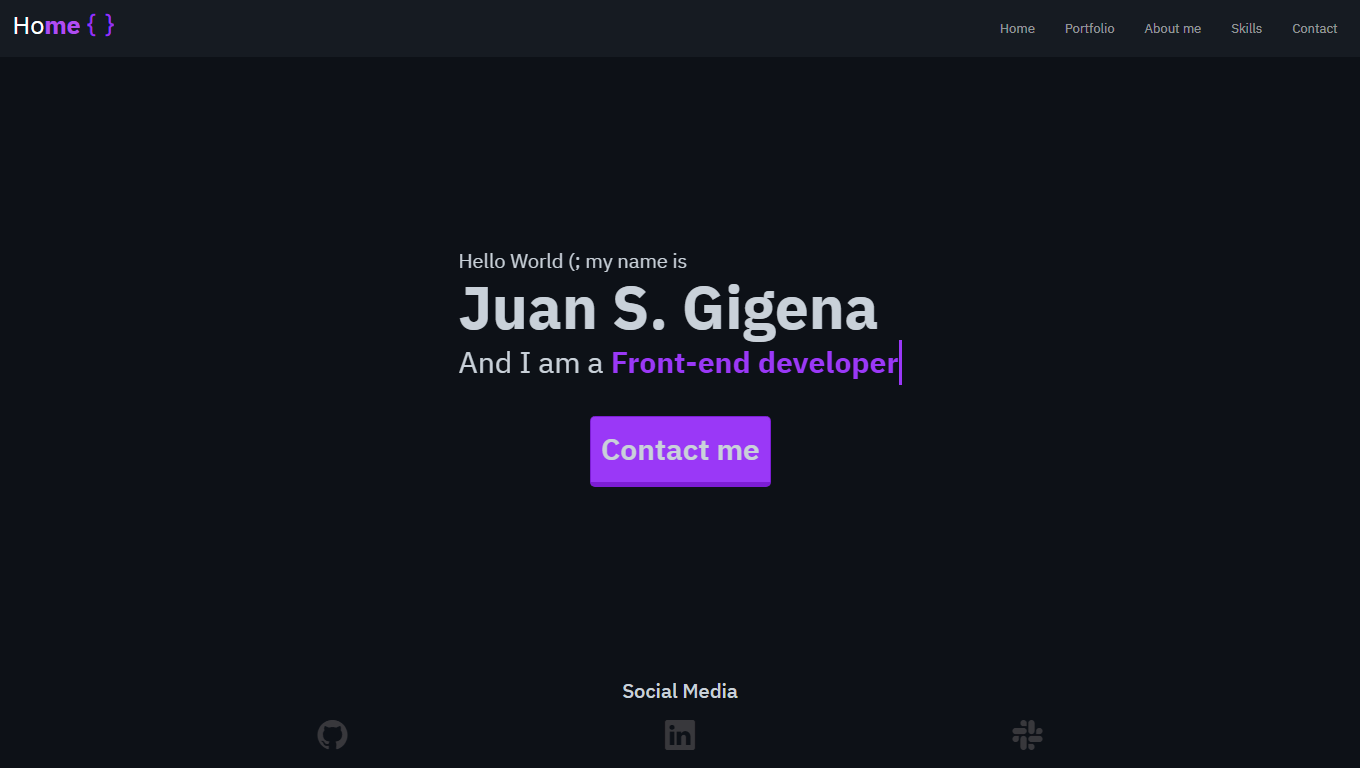 Home { }
Home Portfolio About me Skills Contact
Hello World (; my name is
Juan S. Gigena
And I am a Front-end developer
Contact me
Social Media
in